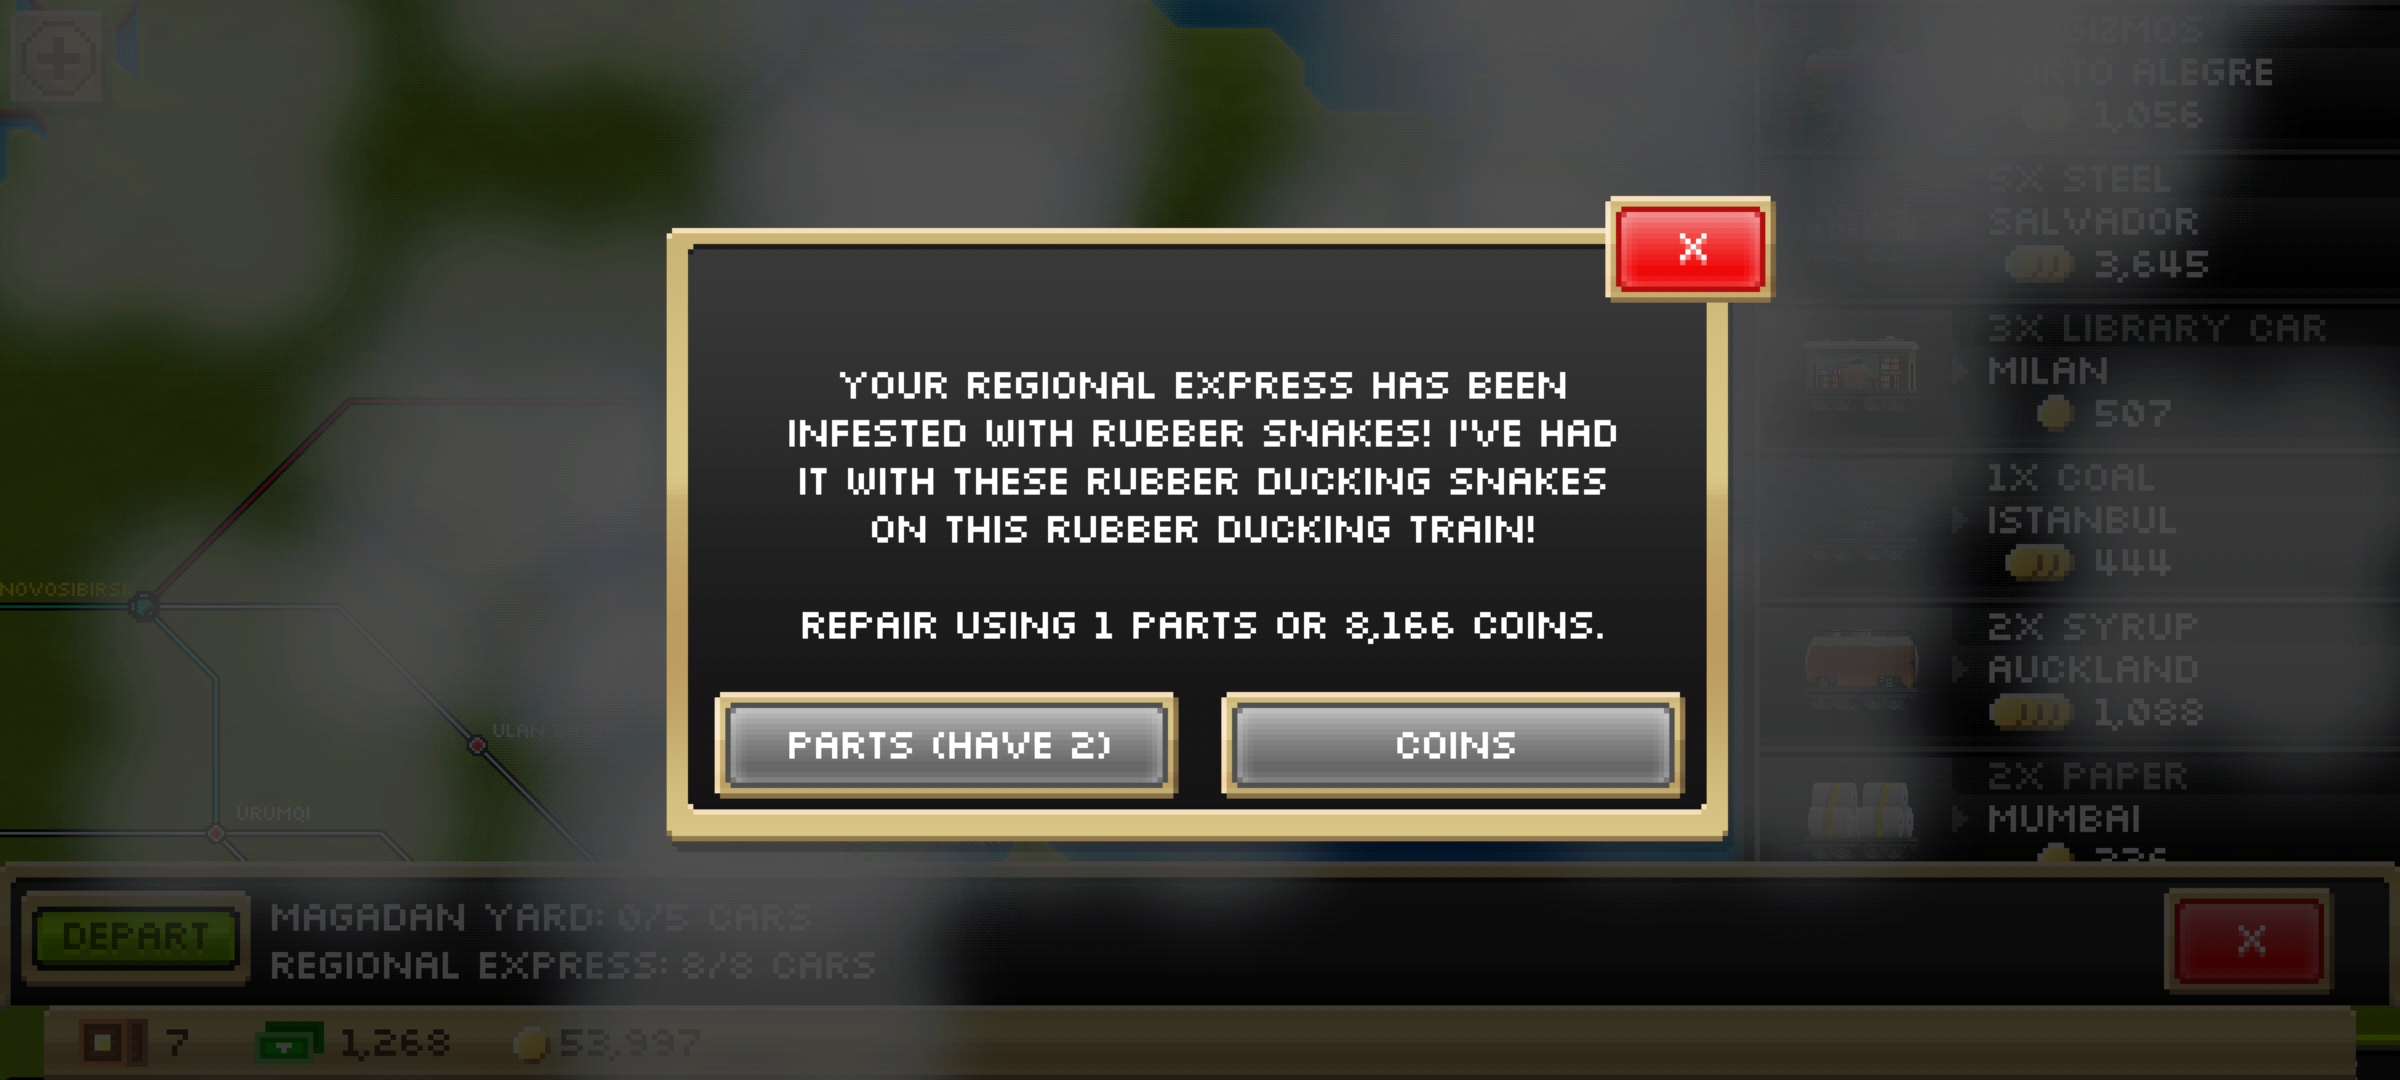 GIZMOS
PORTO ALEGRE
1,056
5X STEEL
SALVADOR
3,645
3X LIBRARY CAR
MILAN
507
1X COAL
ISTANBUL
444
2X SYRUP
AUCKLAND
1,088
2X PAPER
MUMBAI
X
YOUR REGIONAL EXPRESS HAS BEEN
INFESTED WITH RUBBER SNAKES! I'VE HAD
IT WITH THESE RUBBER DUCKING SNAKES
ON THIS RUBBER DUCKING TRAIN!
REPAIR USING 1 PARTS OR 8,166 COINS.
PARTS (HAVE 2)
COINS
NOVOSIBIRSK
ULAN BATOR
URUMQI
DEPART
MAGADAN YARD: 0/5 CARS
REGIONAL EXPRESS: 8/8 CARS
X
7
1,268
53,997